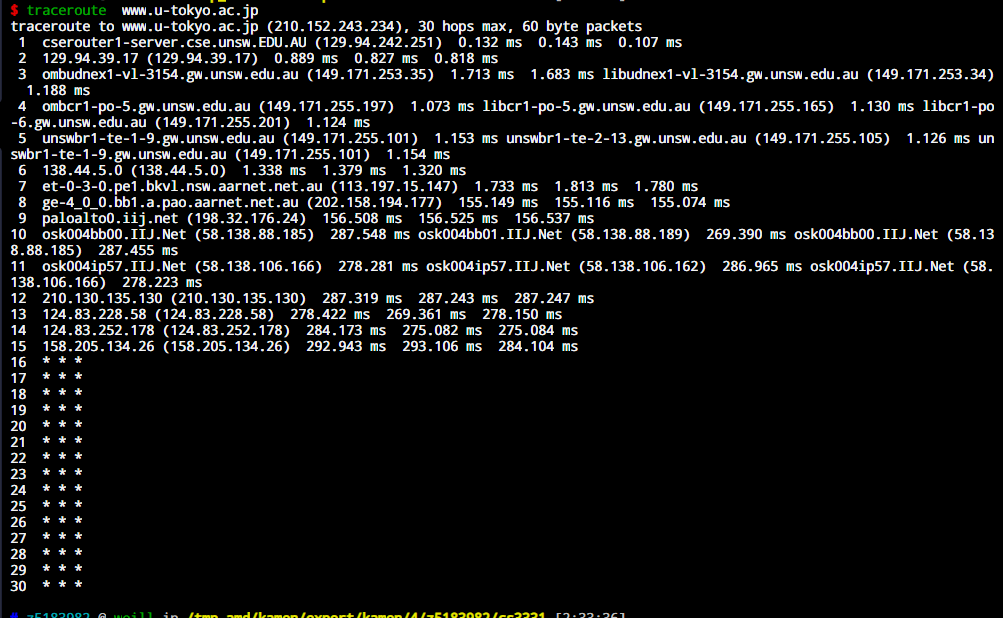 $ traceroute  www.u-tokyo.ac.jp
traceroute to www.u-tokyo.ac.jp (210.152.243.234), 30 hops max, 60 byte packets
 1  cserouter1-server.cse.unsw.EDU.AU (129.94.242.251)  0.132 ms  0.143 ms  0.107 ms
 2  129.94.39.17 (129.94.39.17)  0.889 ms  0.827 ms  0.818 ms
 3  ombudnex1-vl-3154.gw.unsw.edu.au (149.171.253.35)  1.713 ms  1.683 ms libudnex1-vl-3154.gw.unsw.edu.au (149.171.253.34)
  1.188 ms
 4  ombcr1-po-5.gw.unsw.edu.au (149.171.255.197)  1.073 ms libcr1-po-5.gw.unsw.edu.au (149.171.255.165)  1.130 ms libcr1-po
-6.gw.unsw.edu.au (149.171.255.201)  1.124 ms
 5  unswbr1-te-1-9.gw.unsw.edu.au (149.171.255.101)  1.153 ms unswbr1-te-2-13.gw.unsw.edu.au (149.171.255.105)  1.126 ms un
swbr1-te-1-9.gw.unsw.edu.au (149.171.255.101)  1.154 ms
 6  138.44.5.0 (138.44.5.0)  1.338 ms  1.379 ms  1.320 ms
 7  et-0-3-0.pe1.bkvl.nsw.aarnet.net.au (113.197.15.147)  1.733 ms  1.813 ms  1.780 ms
 8  ge-4_0_0.bb1.a.pao.aarnet.net.au (202.158.194.177)  155.149 ms  155.116 ms  155.074 ms
 9  paloalto0.iij.net (198.32.176.24)  156.508 ms  156.525 ms  156.537 ms
10  osk004bb00.IIJ.Net (58.138.88.185)  287.548 ms osk004bb01.IIJ.Net (58.138.88.189)  269.390 ms osk004bb00.IIJ.Net (58.13
8.88.185)  287.455 ms
11  osk004ip57.IIJ.Net (58.138.106.166)  278.281 ms osk004ip57.IIJ.Net (58.138.106.162)  286.965 ms osk004ip57.IIJ.Net (58.
138.106.166)  278.223 ms
12  210.130.135.130 (210.130.135.130)  287.319 ms  287.243 ms  287.247 ms
13  124.83.228.58 (124.83.228.58)  278.422 ms  269.361 ms  278.150 ms
14  124.83.252.178 (124.83.252.178)  284.173 ms  275.082 ms  275.084 ms
15  158.205.134.26 (158.205.134.26)  292.943 ms  293.106 ms  284.104 ms
16  * * *
17  * * *
18  * * *
19  * * *
20  * * *
21  * * *
22  * * *
23  * * *
24  * * *
25  * * *
26  * * *
27  * * *
28  * * *
29  * * *
30  * * *
# z5183982 @ weill in /tmp_amd/kamen/export/kamen/4/z5183982/cs3331 [2:33:36]